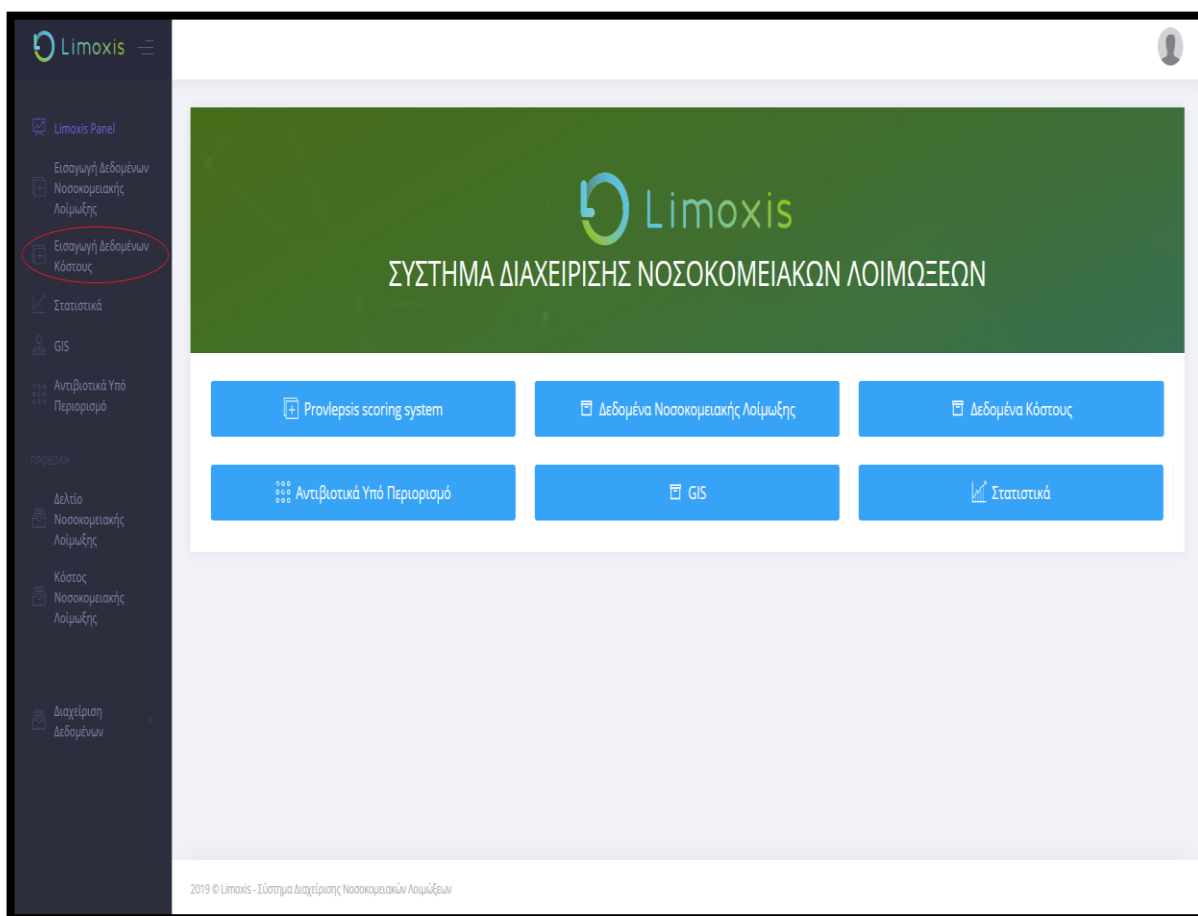 Limoxis
Limoxis Panel
Εισαγωγή Δεδομένων
Νοσοκομειακής
Λοίμωξης
Εισαγωγή Δεδομένων
Κόστους
Στατιστικά
GIS
Αντιβιοτικά Υπό
Περιορισμό
ΠΡΟΒΟΛΗ
Δελτίο
Νοσοκομειακής
Λοίμωξης
Κόστος
Νοσοκομειακής
Λοίμωξης
Διαχείριση
Δεδομένων
Limoxis
ΣΥΣΤΗΜΑ ΔΙΑΧΕΙΡΙΣΗΣ ΝΟΣΟΚΟΜΕΙΑΚΩΝ ΛΟΙΜΩΞΕΩΝ
Provlepsis scoring system
Δεδομένα Νοσοκομειακής Λοίμωξης
Δεδομένα Κόστους
Αντιβιοτικά Υπό Περιορισμό
GIS
Στατιστικά
2019 © Limoxis - Σύστημα Διαχείρισης Νοσοκομειακών Λοιμώξεων